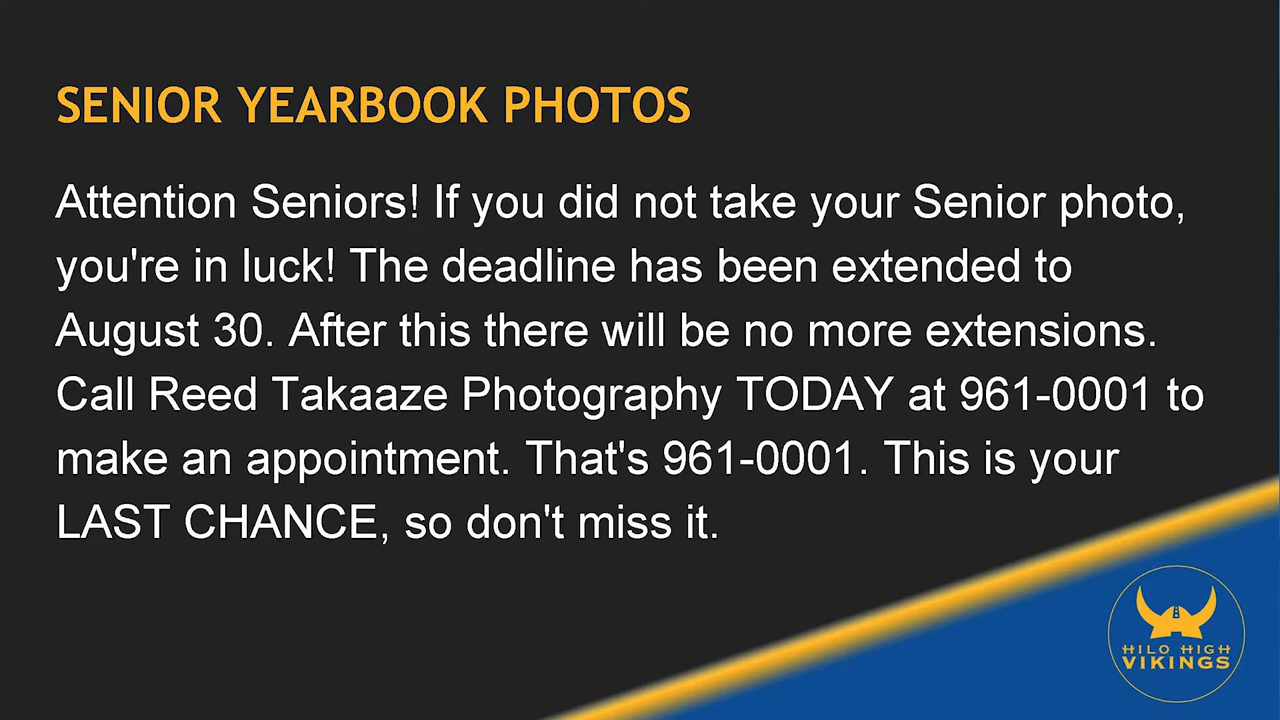 SENIOR YEARBOOK PHOTOS
Attention Seniors! If you did not take your Senior photo,
you're in luck! The deadline has been extended to
August 30. After this there will be no more extensions.
Call Reed Takaaze Photography TODAY at 961-0001 to
make an appointment. That's 961-0001. This is your
LAST CHANCE, so don't miss it.
HILO HIGH
VIKINGS